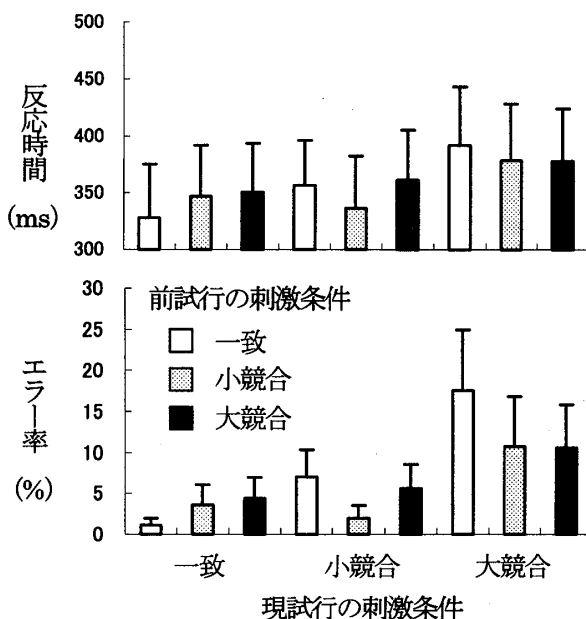 500
450
400
350
300
反応時間
(ms)
30
25
20
15
10
5
0
エラー率
(%)
前試行の刺激条件
一致
小競合
大競合
一致
小競合
大競合
現試行の刺激条件